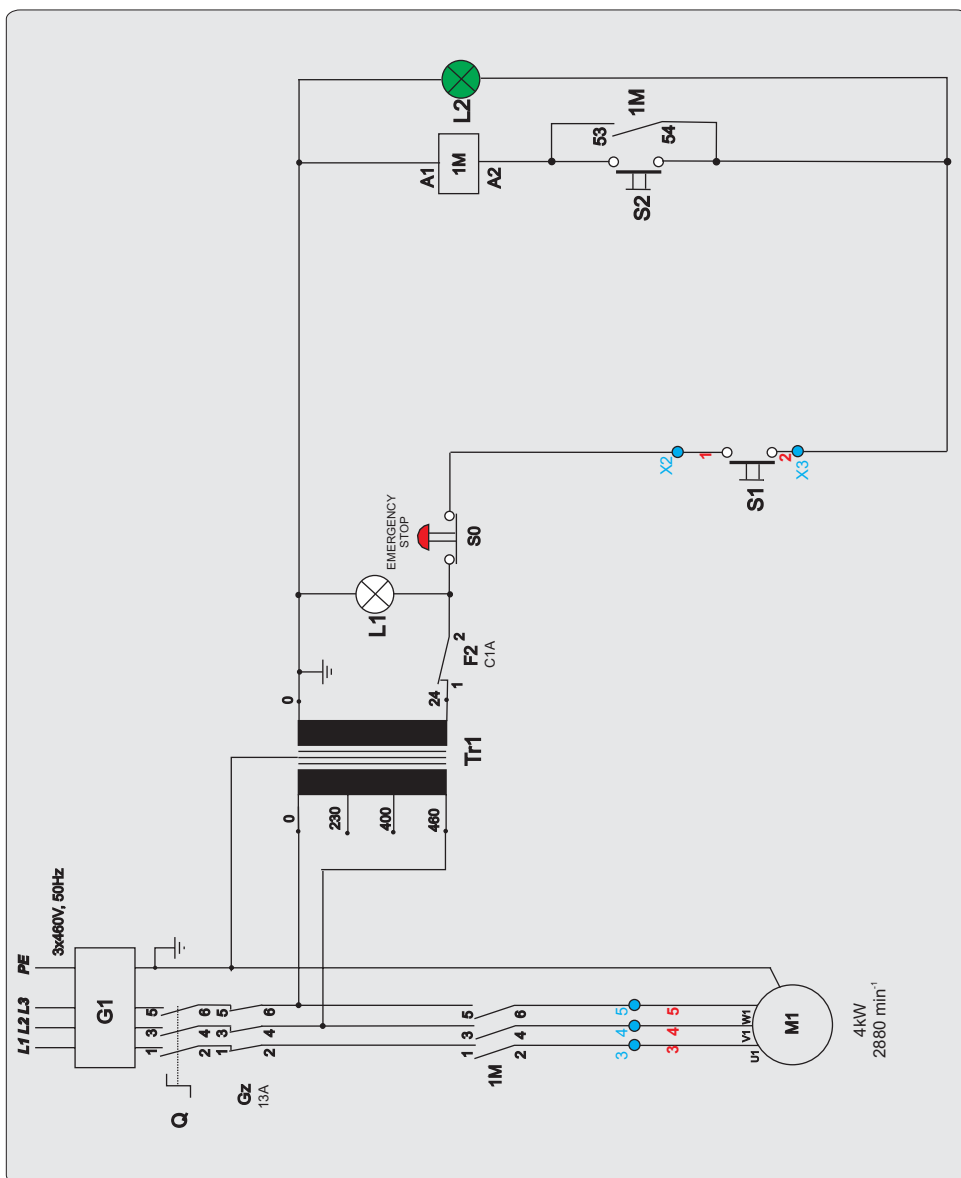 L1 L2 L3 PE
3x460V, 50Hz
G1
1 3 5
2 4 6
Q
1 3 5
2 4 6
Gz
13A
0
230
400
460
Tr1
0
24
1
2
F2
C1A
L1
EMERGENCY
STOP
S0
X2
1
S1
2
X3
L2
A1
1M
A2
53
1M
54
S2
1 3 5
2 4 6
1M
3 4 5
3 4 5
U1 V1 W1
M1
4kW
2880 min⁻¹